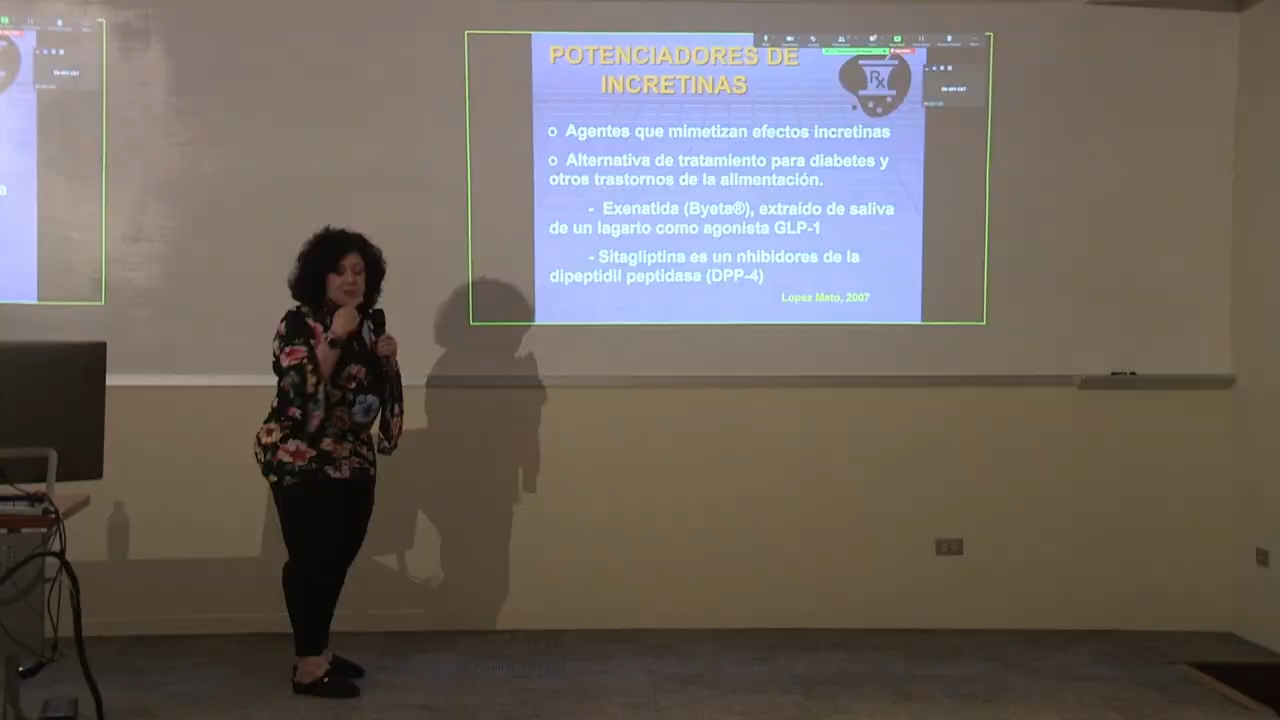 POTENCIADORES DE
INCRETINAS
Rx
o Agentes que mimetizan efectos incretinas
o Alternativa de tratamiento para diabetes y
otros trastornos de la alimentación.
- Exenatida (Byeta®), extraído de saliva
de un lagarto como agonista GLP-1
- Sitagliptina es un nhibidores de la
dipeptidil peptidasa (DPP-4)
Lopez Mato, 2007
a